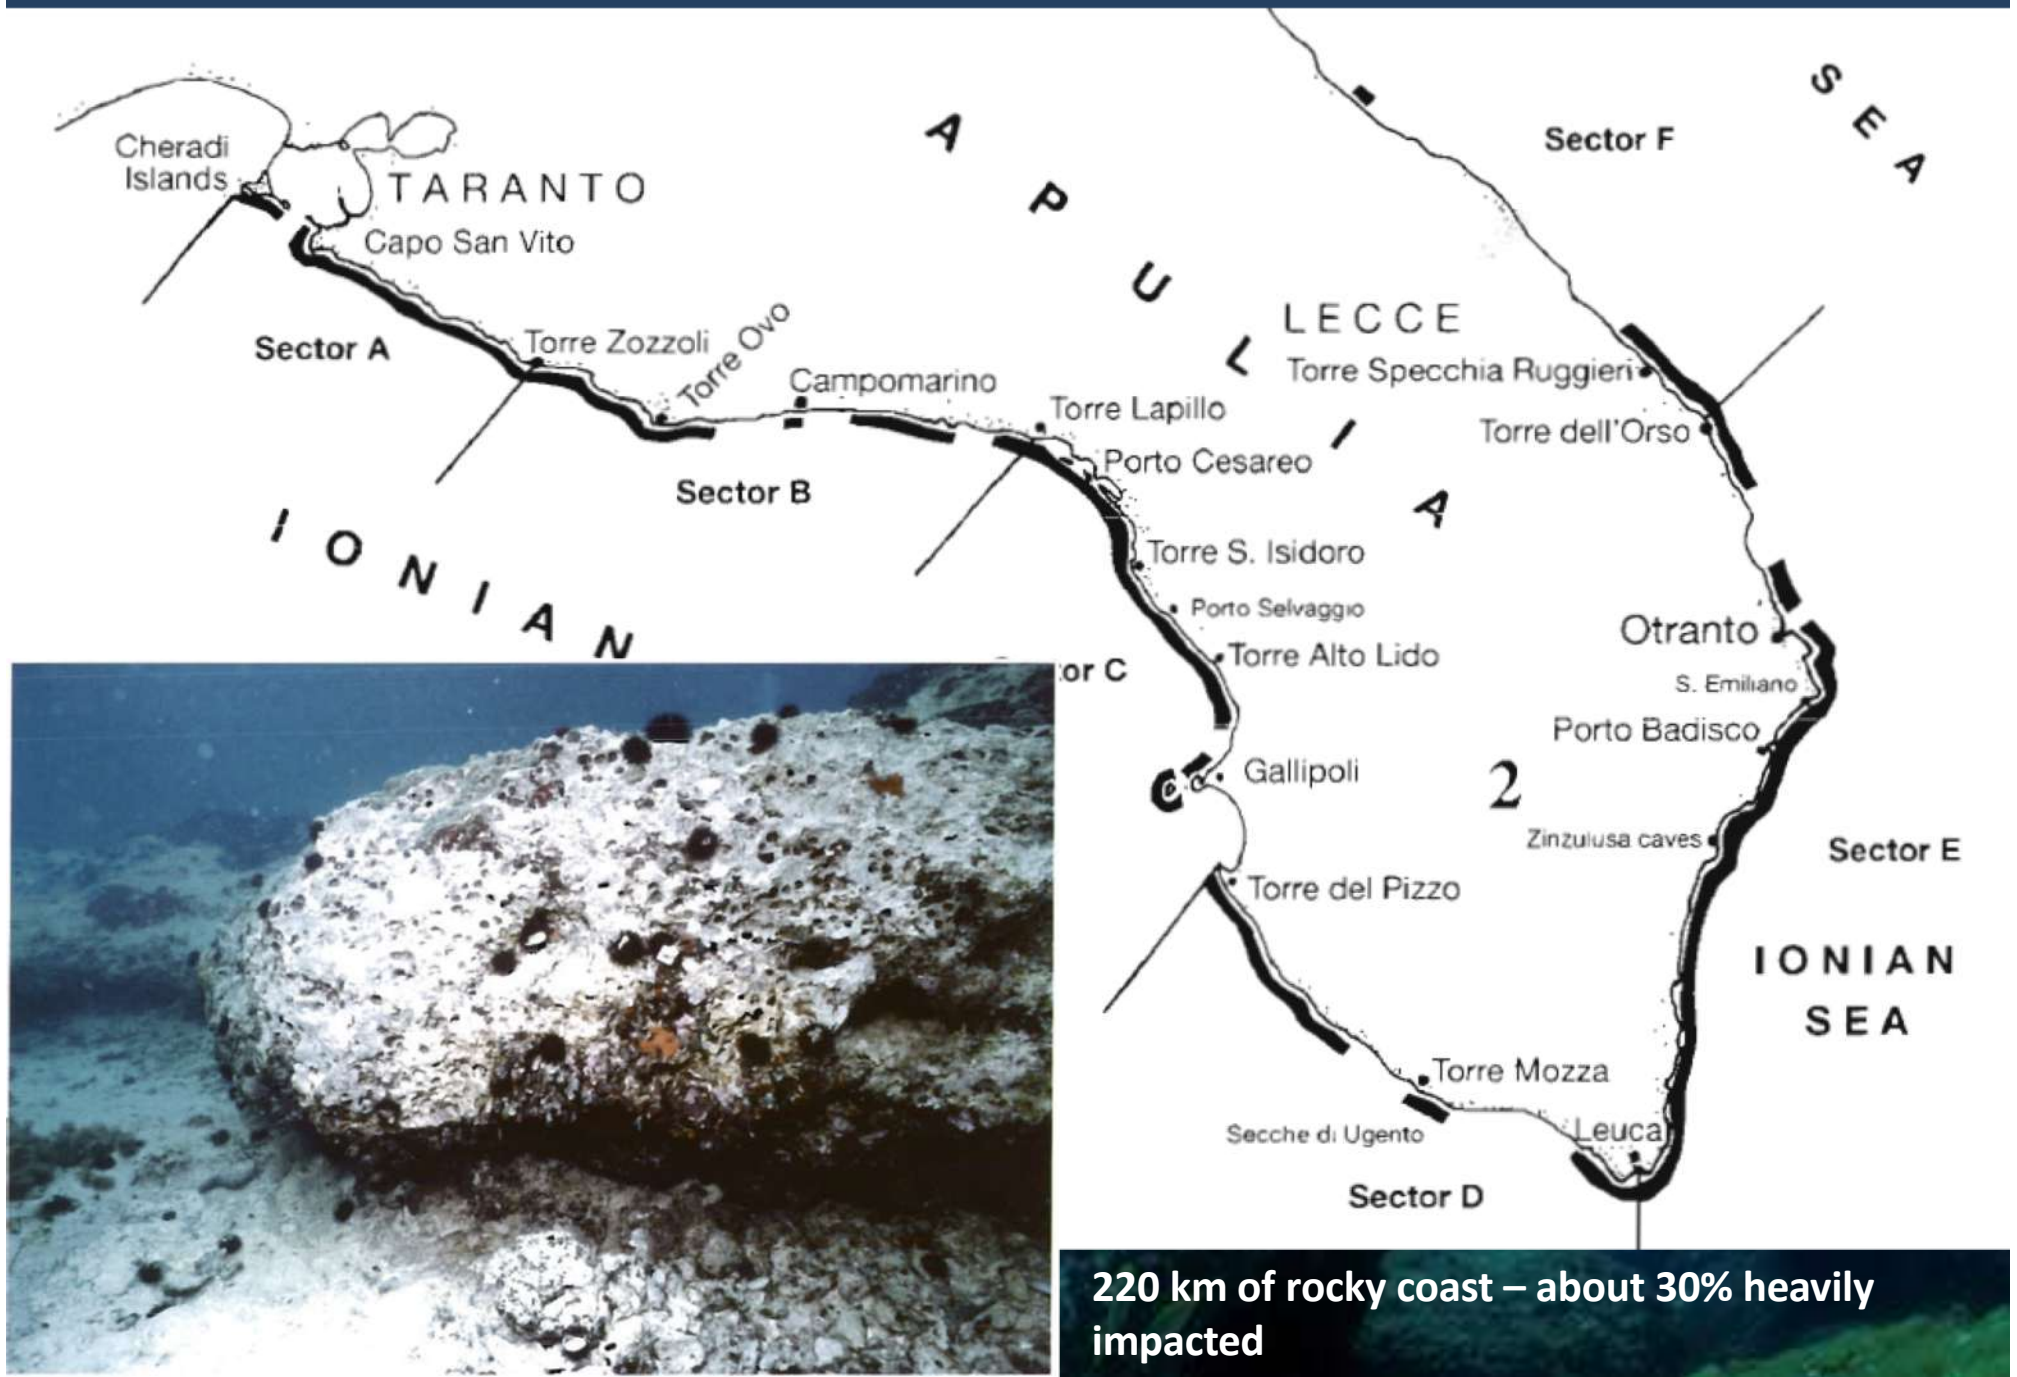 SEA
Sector F
APULIA
Cheradi
Islands
TARANTO
Capo San Vito
Sector A
Torre Zozzoli
Torre Ovo
Campomarino
Sector B
Torre Lapillo
Porto Cesareo
Torre S. Isidoro
Porto Selvaggio
Torre Alto Lido
or C
IONIAN
LECCE
Torre Specchia Ruggieri
Torre dell'Orso
Otranto
S. Emiliano
Porto Badisco
Gallipoli
2
Zinzulusa caves
Sector E
Torre del Pizzo
IONIAN
SEA
Torre Mozza
Secche di Ugento
Leuca
Sector D
220 km of rocky coast – about 30% heavily
impacted